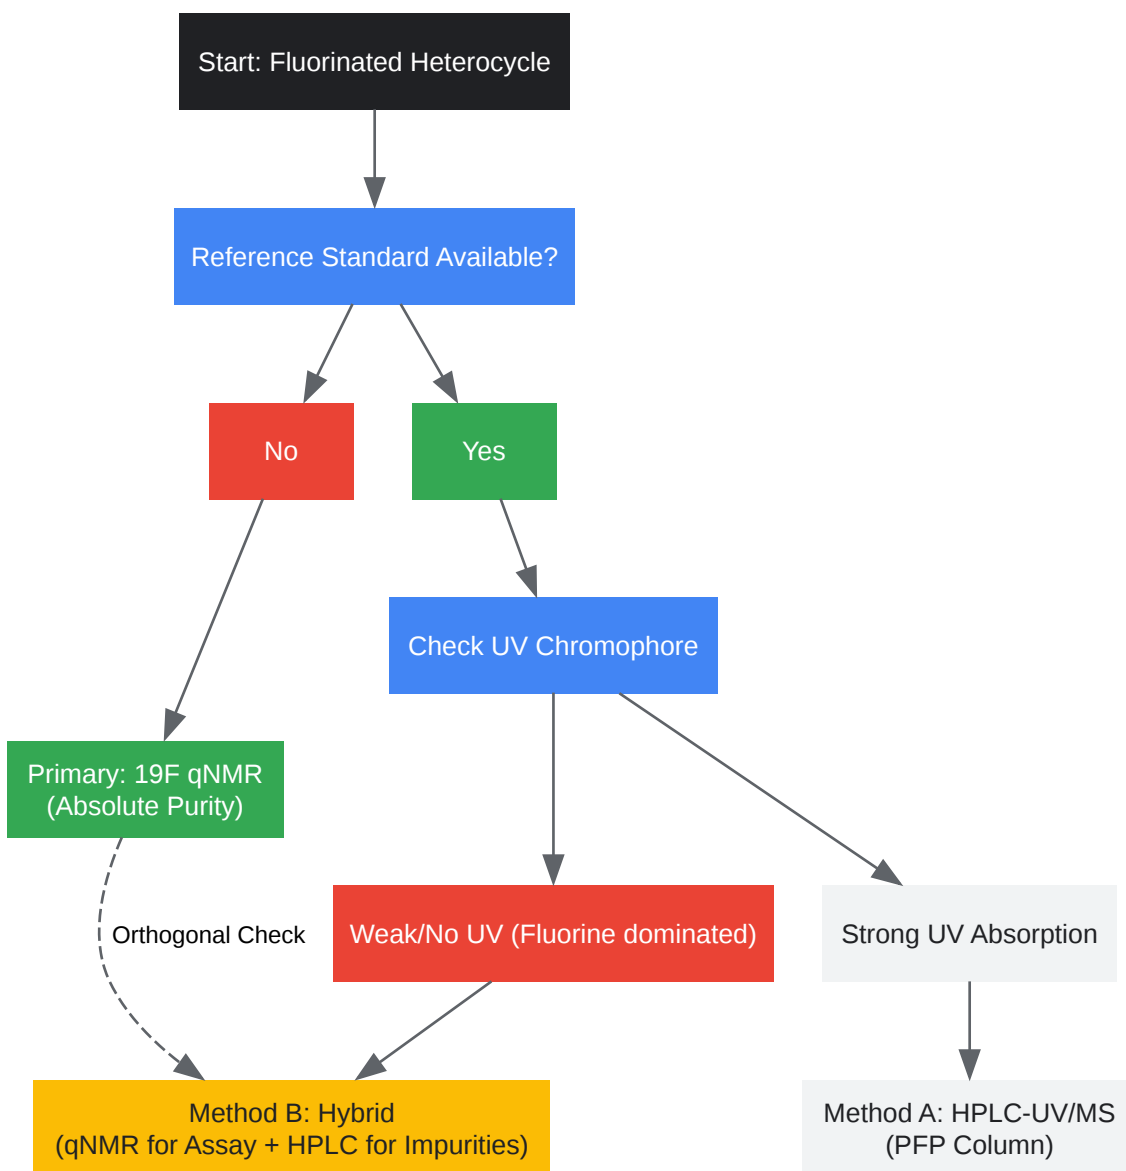 Start: Fluorinated Heterocycle
Reference Standard Available?
No
Yes
Check UV Chromophore
Primary: 19F qNMR
(Absolute Purity)
Orthogonal Check
Weak/No UV (Fluorine dominated)
Strong UV Absorption
Method B: Hybrid
(qNMR for Assay + HPLC for Impurities)
Method A: HPLC-UV/MS
(PFP Column)